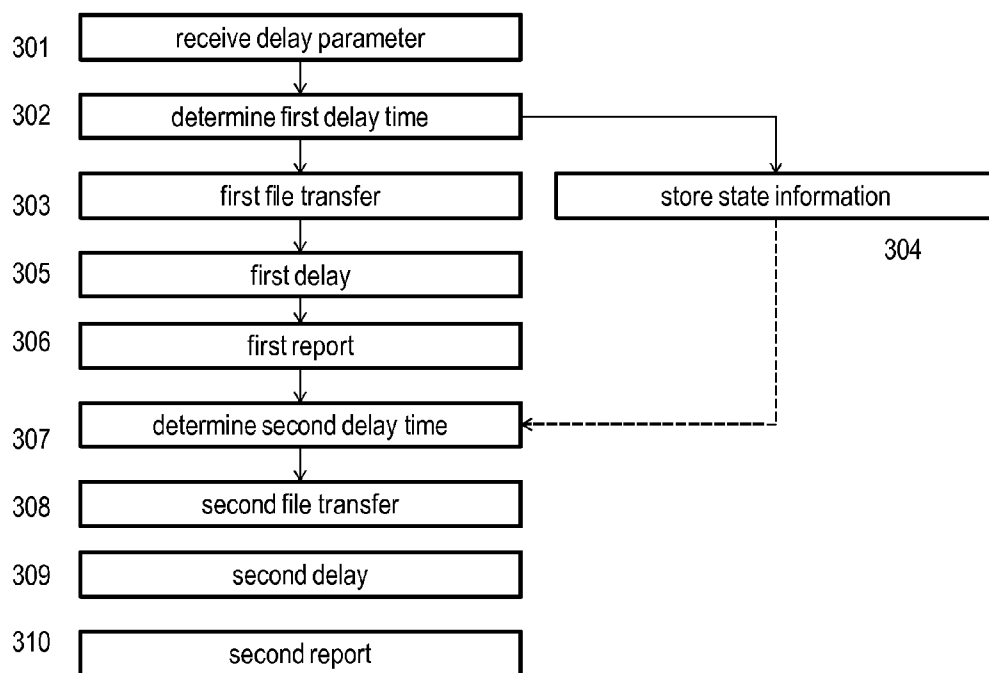 301 receive delay parameter
302 determine first delay time
303 first file transfer store state information
304
305 first delay
306 first report
307 determine second delay time
308 second file transfer
309 second delay
310 second report